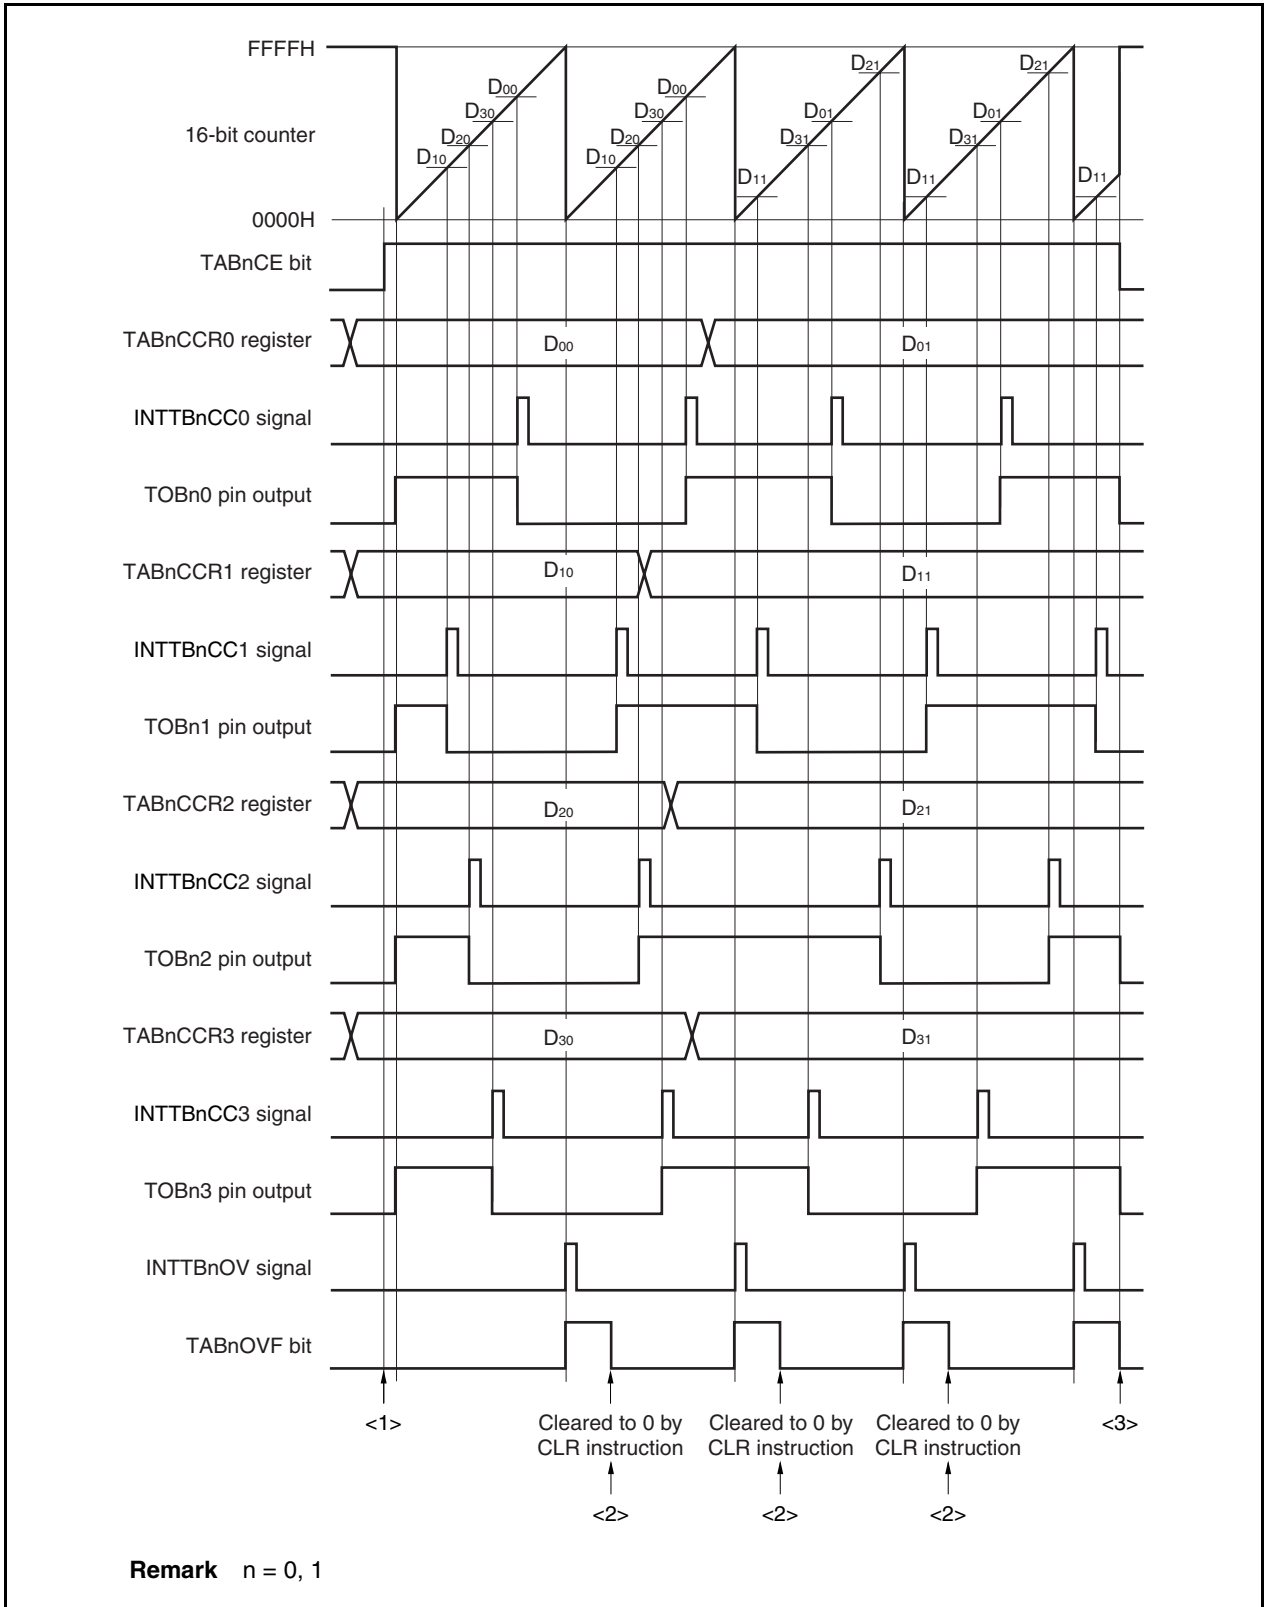 FFFFH
D21 D21
D00 D00
D30 D30 D01 D01
16-bit counter
D20 D20 D31 D31
D10 D10
D11 D11 D11
0000H
TABnCE bit
TABnCCR0 register
D00 D01
INTTBnCC0 signal
TOBn0 pin output
TABnCCR1 register
D10 D11
INTTBnCC1 signal
TOBn1 pin output
TABnCCR2 register
D20 D21
INTTBnCC2 signal
TOBn2 pin output
TABnCCR3 register
D30 D31
INTTBnCC3 signal
TOBn3 pin output
INTTBnOV signal
TABnOVF bit
<1> Cleared to 0 by Cleared to 0 by Cleared to 0 by <3>
CLR instruction CLR instruction CLR instruction
<2> <2> <2>
Remark n = 0, 1